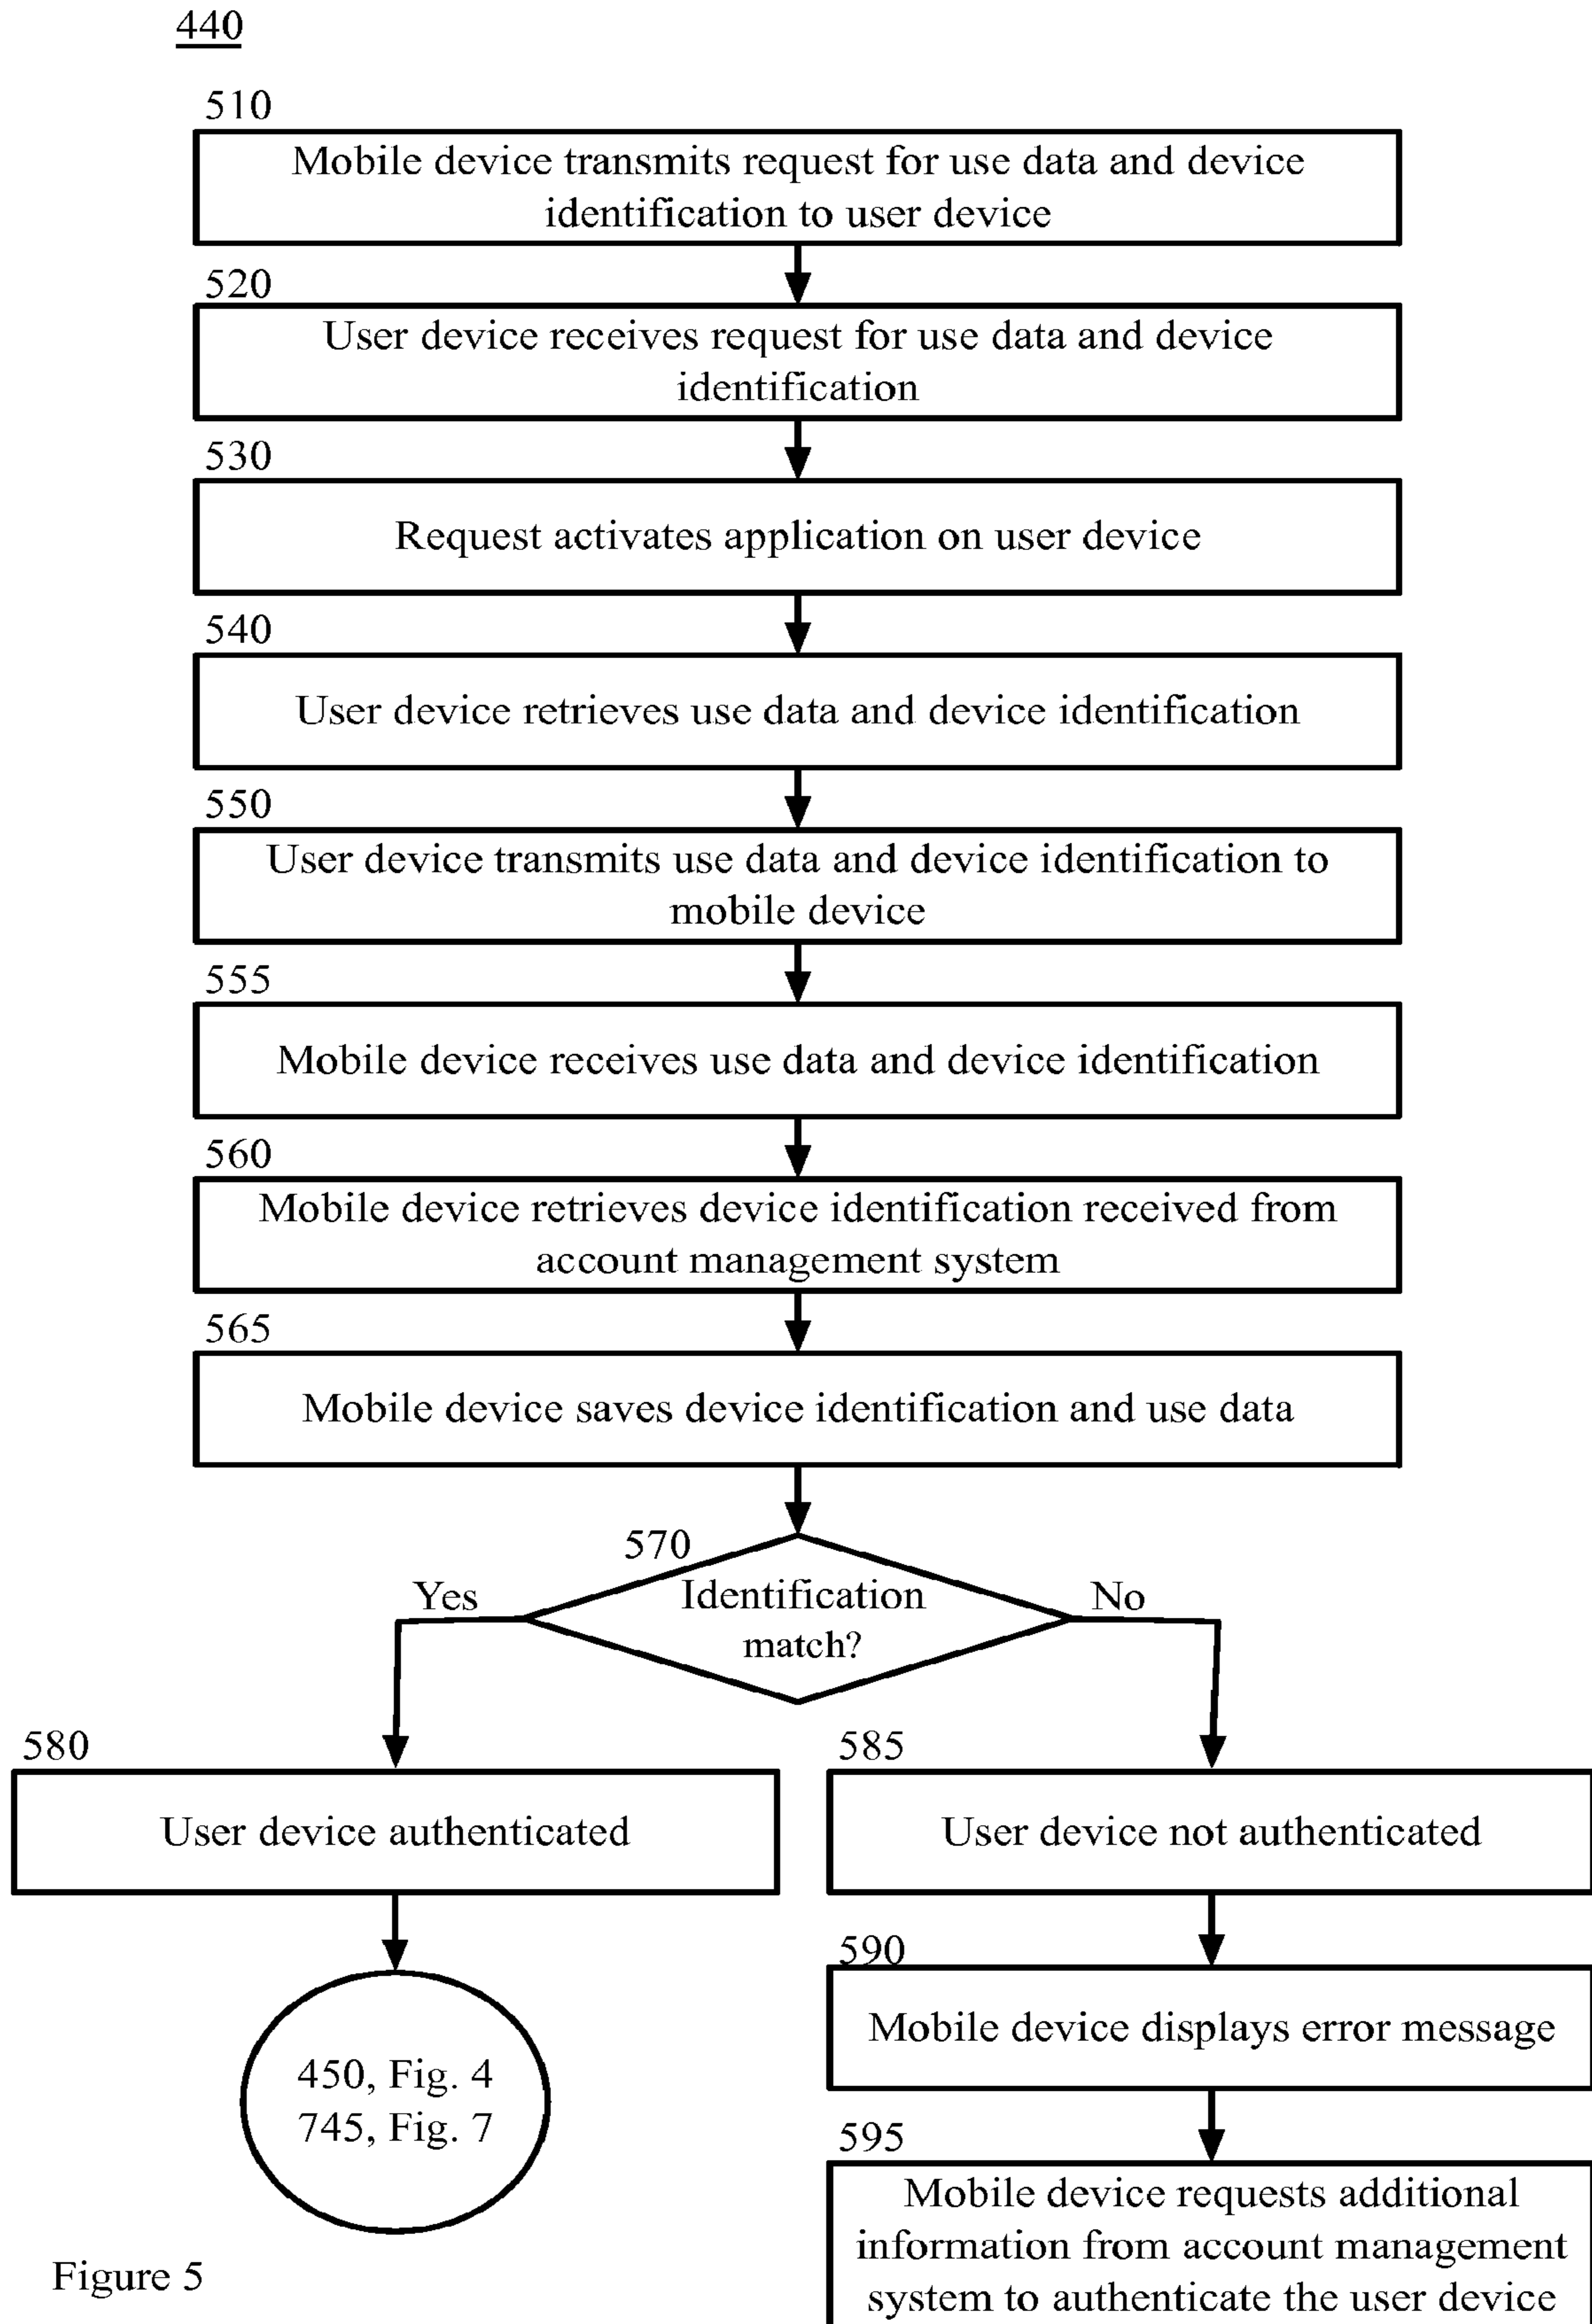 440
510
Mobile device transmits request for use data and device
identification to user device
520
User device receives request for use data and device
identification
530
Request activates application on user device
540
User device retrieves use data and device identification
550
User device transmits use data and device identification to
mobile device
555
Mobile device receives use data and device identification
560
Mobile device retrieves device identification received from
account management system
565
Mobile device saves device identification and use data
570
Identification
match?
Yes
No
580
User device authenticated
450, Fig. 4
745, Fig. 7
585
User device not authenticated
590
Mobile device displays error message
595
Mobile device requests additional
information from account management
system to authenticate the user device
Figure 5